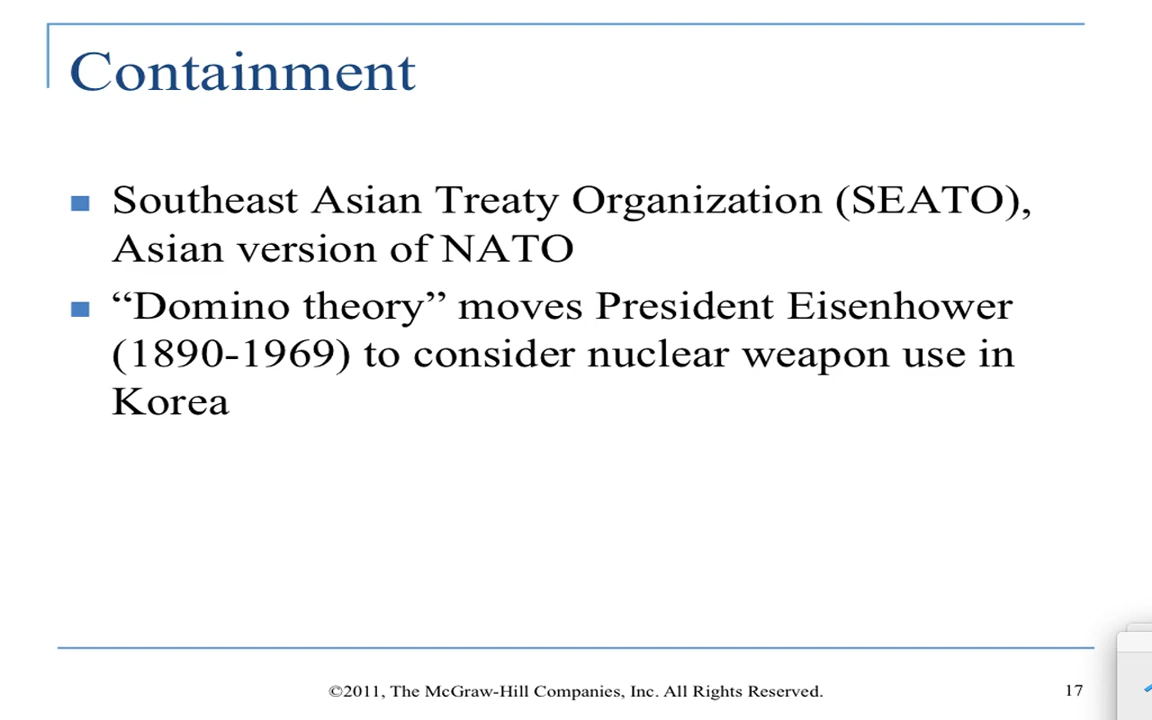 Containment
Southeast Asian Treaty Organization (SEATO),
Asian version of NATO
“Domino theory” moves President Eisenhower
(1890-1969) to consider nuclear weapon use in
Korea
©2011, The McGraw-Hill Companies, Inc. All Rights Reserved.
17